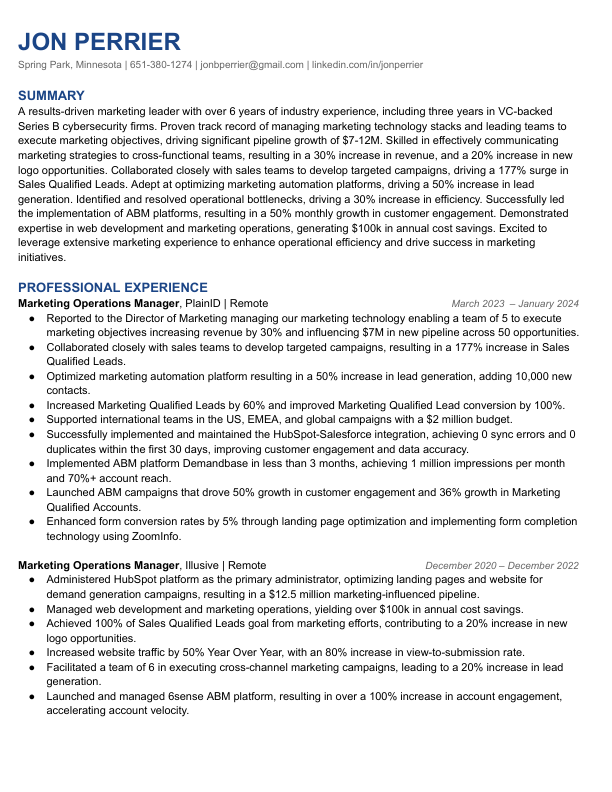 JON PERRIER
Spring Park, Minnesota | 651-380-1274 | jonbperrier@gmail.com | linkedin.com/in/jonperrier
SUMMARY
A results-driven marketing leader with over 6 years of industry experience, including three years in VC-backed
Series B cybersecurity firms. Proven track record of managing marketing technology stacks and leading teams to
execute marketing objectives, driving significant pipeline growth of $7-12M. Skilled in effectively communicating
marketing strategies to cross-functional teams, resulting in a 30% increase in revenue, and a 20% increase in new
logo opportunities. Collaborated closely with sales teams to develop targeted campaigns, driving a 177% surge in
Sales Qualified Leads. Adept at optimizing marketing automation platforms, driving a 50% increase in lead
generation. Identified and resolved operational bottlenecks, driving a 30% increase in efficiency. Successfully led
the implementation of ABM platforms, resulting in a 50% monthly growth in customer engagement. Demonstrated
expertise in web development and marketing operations, generating $100k in annual cost savings. Excited to
leverage extensive marketing experience to enhance operational efficiency and drive success in marketing
initiatives.
PROFESSIONAL EXPERIENCE
Marketing Operations Manager, PlainID | Remote March 2023 – January 2024
● Reported to the Director of Marketing managing our marketing technology enabling a team of 5 to execute
marketing objectives increasing revenue by 30% and influencing $7M in new pipeline across 50 opportunities.
● Collaborated closely with sales teams to develop targeted campaigns, resulting in a 177% increase in Sales
Qualified Leads.
● Optimized marketing automation platform resulting in a 50% increase in lead generation, adding 10,000 new
contacts.
● Increased Marketing Qualified Leads by 60% and improved Marketing Qualified Lead conversion by 100%.
● Supported international teams in the US, EMEA, and global campaigns with a $2 million budget.
● Successfully implemented and maintained the HubSpot-Salesforce integration, achieving 0 sync errors and 0
duplicates within the first 30 days, improving customer engagement and data accuracy.
● Implemented ABM platform Demandbase in less than 3 months, achieving 1 million impressions per month
and 70%+ account reach.
● Launched ABM campaigns that drove 50% growth in customer engagement and 36% growth in Marketing
Qualified Accounts.
● Enhanced form conversion rates by 5% through landing page optimization and implementing form completion
technology using ZoomInfo.
Marketing Operations Manager, Illusive | Remote December 2020 – December 2022
● Administered HubSpot platform as the primary administrator, optimizing landing pages and website for
demand generation campaigns, resulting in a $12.5 million marketing-influenced pipeline.
● Managed web development and marketing operations, yielding over $100k in annual cost savings.
● Achieved 100% of Sales Qualified Leads goal from marketing efforts, contributing to a 20% increase in new
logo opportunities.
● Increased website traffic by 50% Year Over Year, with an 80% increase in view-to-submission rate.
● Facilitated a team of 6 in executing cross-channel marketing campaigns, leading to a 20% increase in lead
generation.
● Launched and managed 6sense ABM platform, resulting in over a 100% increase in account engagement,
accelerating account velocity.